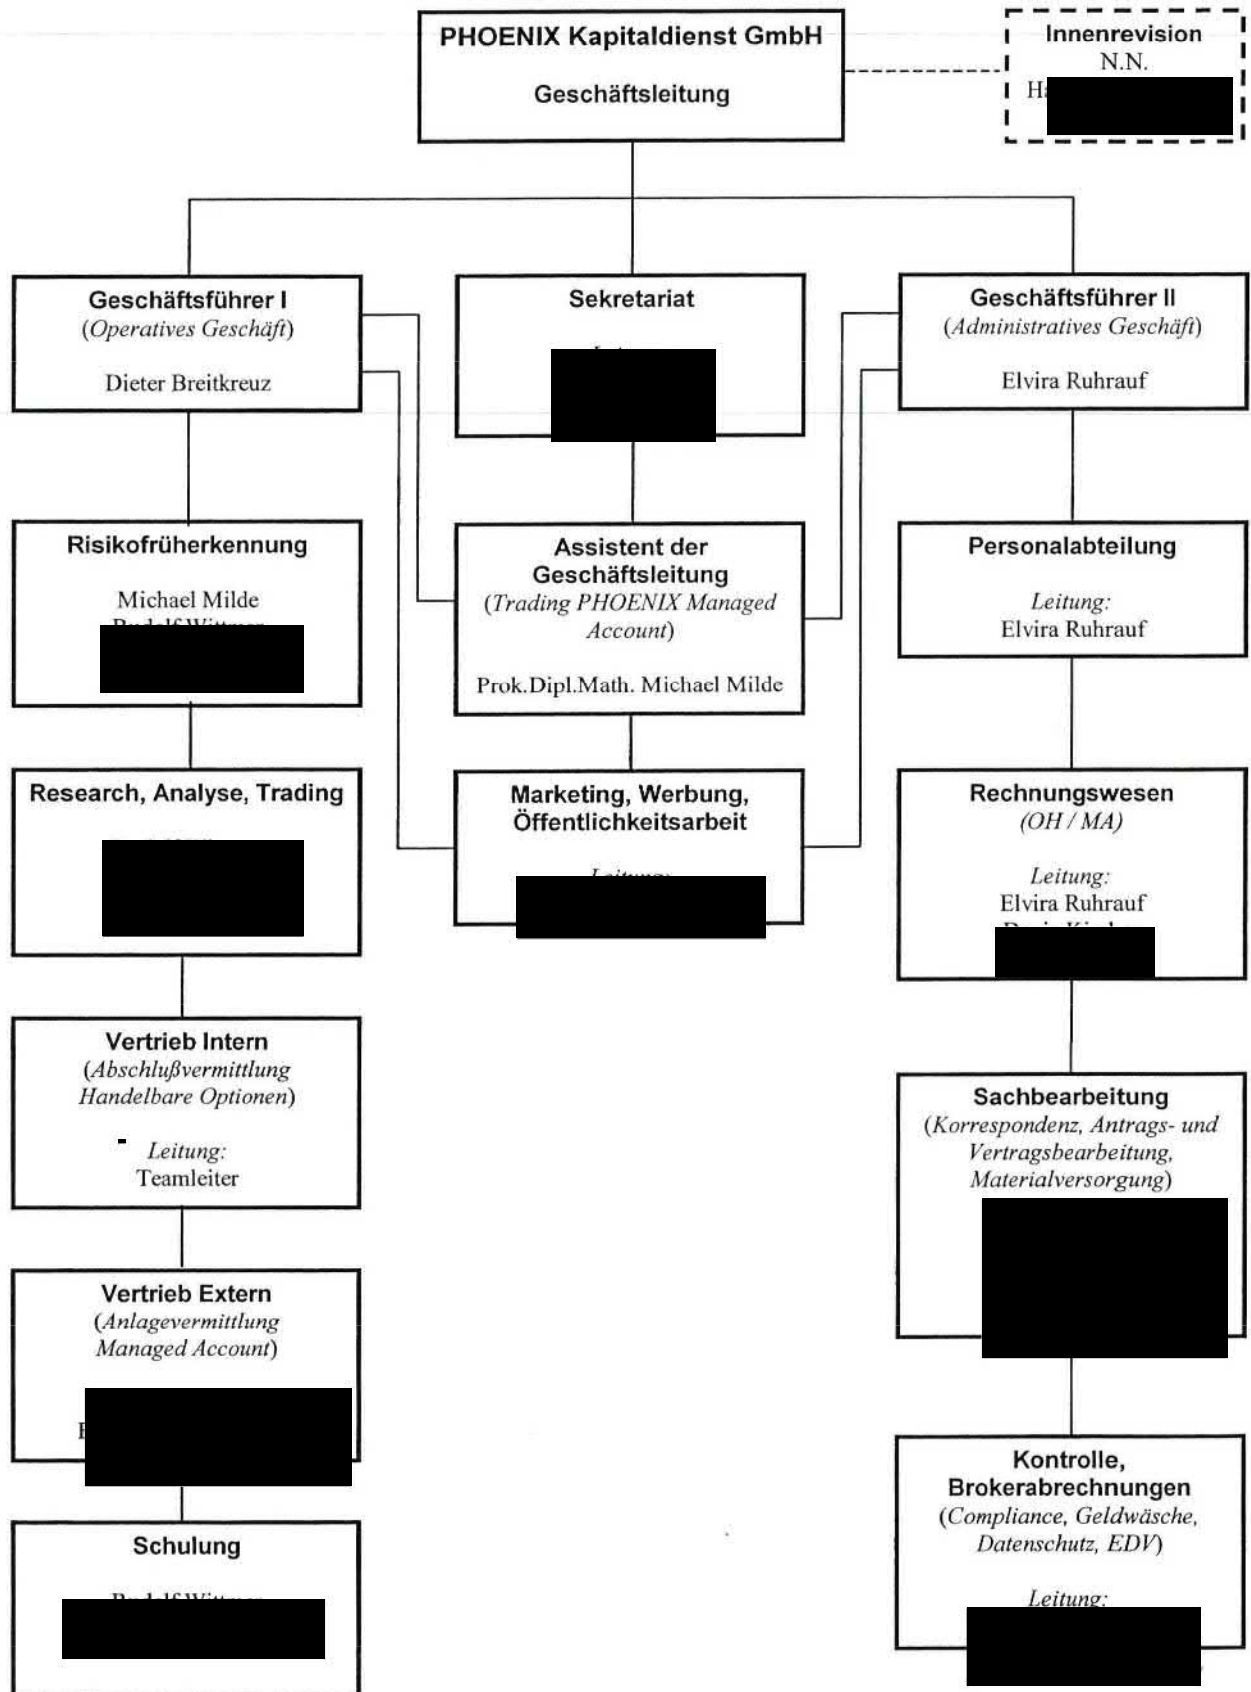 PHOENIX Kapitaldienst GmbH
Geschäftsleitung
Innenrevision
N.N.
Geschäftsführer I
(Operatives Geschäft)
Dieter Breitkreuz
Sekretariat
Geschäftsführer II
(Administratives Geschäft)
Elvira Ruhrauf
Risikofrüherkennung
Michael Milde
Assistent der
Geschäftsleitung
(Trading PHOENIX Managed
Account)
Prok.Dipl.Math. Michael Milde
Personalabteilung
Leitung:
Elvira Ruhrauf
Research, Analyse, Trading
Marketing, Werbung,
Öffentlichkeitsarbeit
Leitung:
Rechnungswesen
(OH / MA)
Leitung:
Elvira Ruhrauf
Vertrieb Intern
(Abschlußvermittlung
Handelbare Optionen)
Leitung:
Teamleiter
Sachbearbeitung
(Korrespondenz, Antrags- und
Vertragsbearbeitung,
Materialversorgung)
Vertrieb Extern
(Anlagevermittlung
Managed Account)
Kontrolle,
Brokerabrechnungen
(Compliance, Geldwäsche,
Datenschutz, EDV)
Leitung:
Schulung